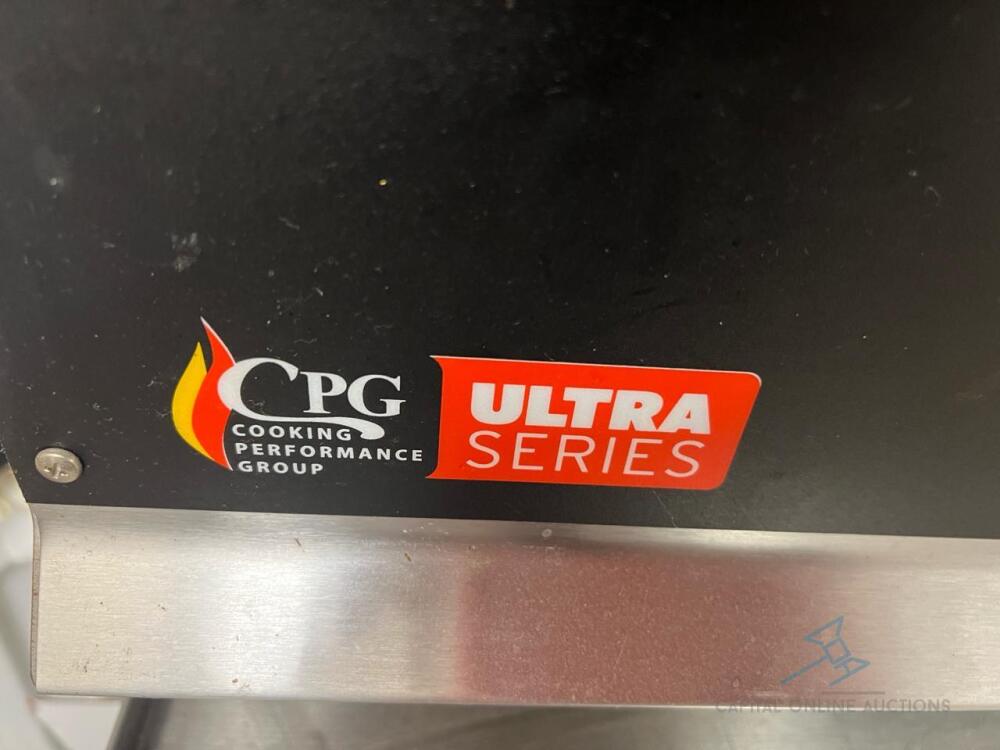 CPG
COOKING
PERFORMANCE
GROUP
ULTRA
SERIES
CAPITAL ONLINE AUCTIONS